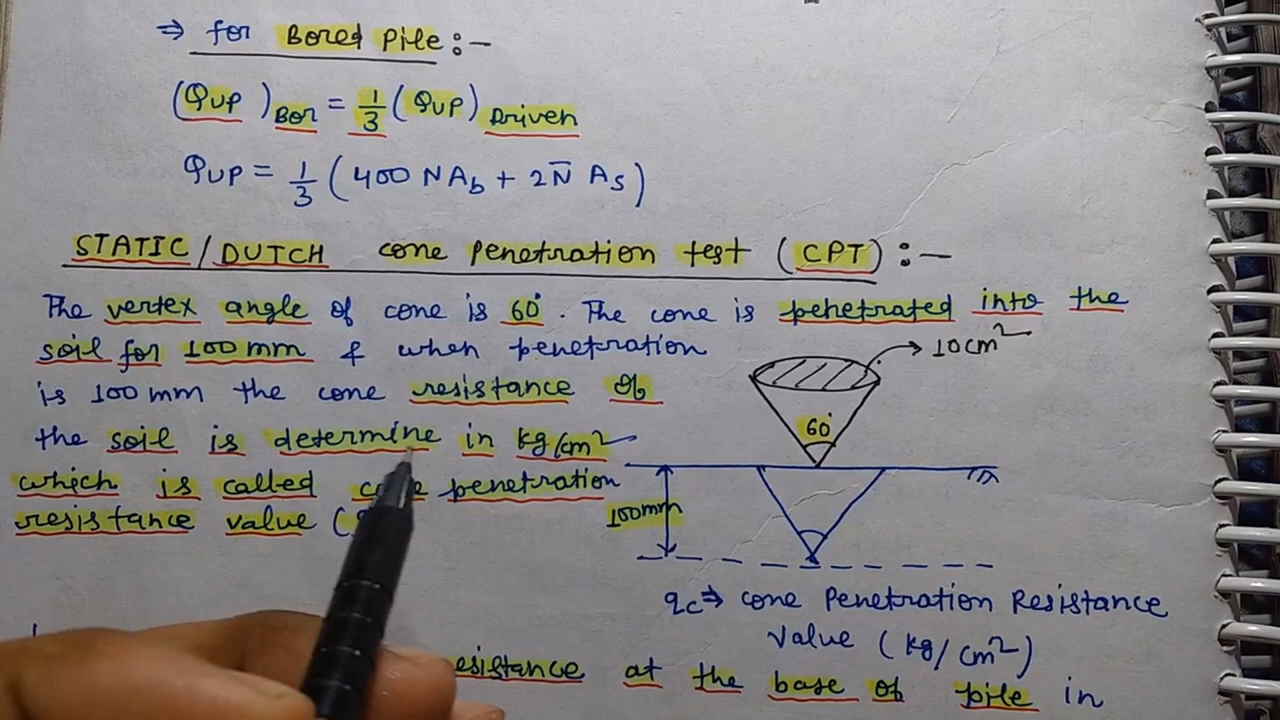 ⇒ for Bored Pile :-
(Qup)Bor = 1/3 (Qup) Driven
Qup = 1/3 (400 NAb + 2N̄ As)
STATIC/DUTCH cone penetration test (CPT) :-
The vertex angle of cone is 60°. The cone is penetrated into the
soil for 100 mm & when penetration
is 100 mm the cone resistance of
the soil is determine in kg/cm²
which is called penetration
resistance value (
10 cm²
60°
100mm
qc ⇒ cone Penetration Resistance
value (kg/cm²)
at the base of pile in